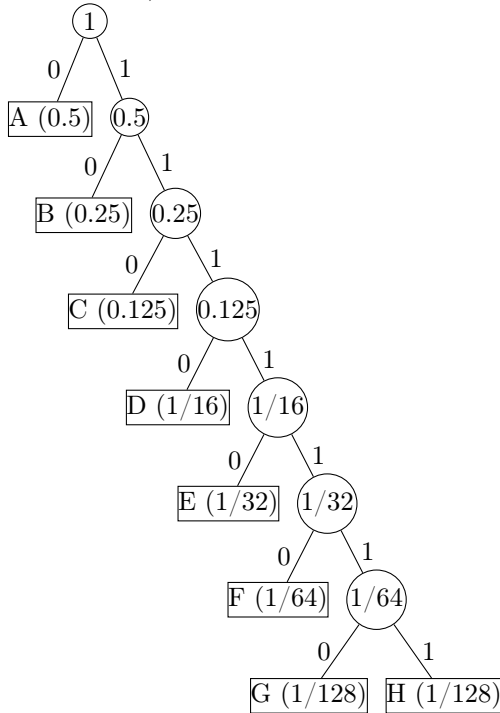 1
0 1
A (0.5) 0.5
0 1
B (0.25) 0.25
0 1
C (0.125) 0.125
0 1
D (1/16) 1/16
0 1
E (1/32) 1/32
0 1
F (1/64) 1/64
0 1
G (1/128) H (1/128)